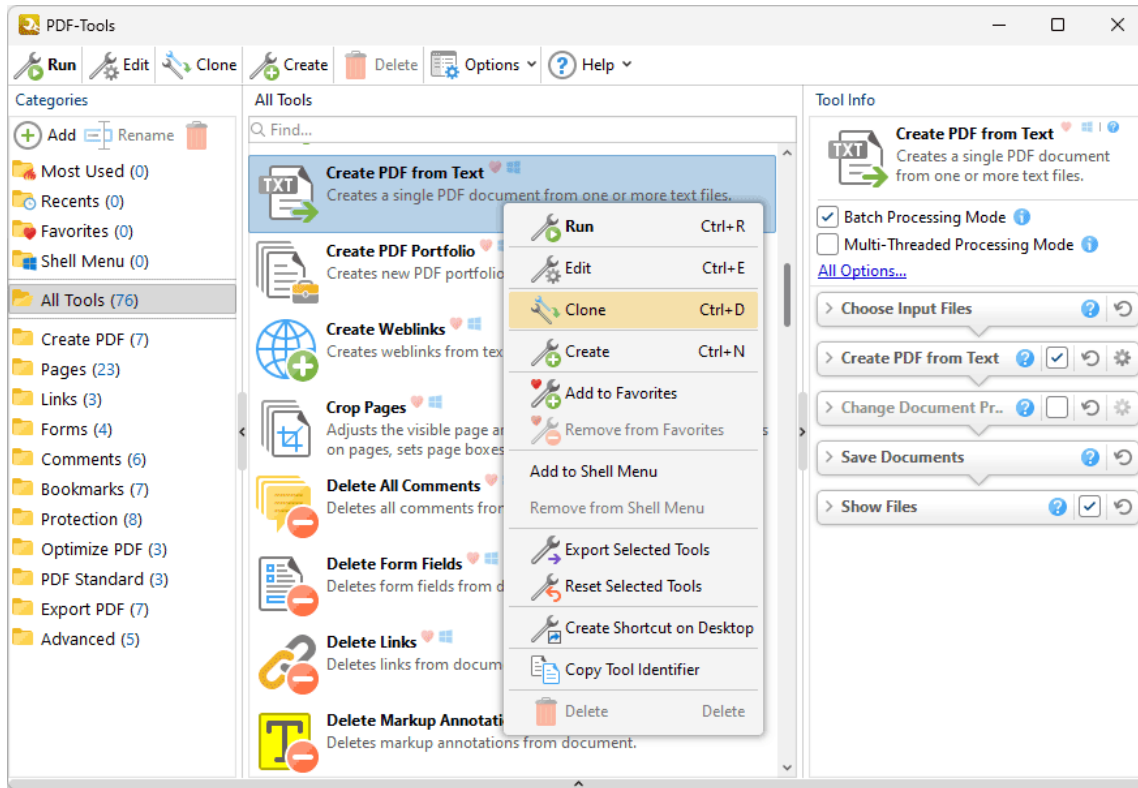 PDF-Tools
Run Edit Clone Create Delete Options Help
Categories
Add Rename
Most Used (0)
Recents (0)
Favorites (0)
Shell Menu (0)
All Tools (76)
Create PDF (7)
Pages (23)
Links (3)
Forms (4)
Comments (6)
Bookmarks (7)
Protection (8)
Optimize PDF (3)
PDF Standard (3)
Export PDF (7)
Advanced (5)
All Tools
Find...
TXT
Create PDF from Text
Creates a single PDF document from one or more text files.
Create PDF Portfolio
Creates new PDF portfolio
Create Weblinks
Creates weblinks from tex
Crop Pages
Adjusts the visible page ar
on pages, sets page boxes
s
Delete All Comments
Deletes all comments fror
Delete Form Fields
Deletes form fields from d
Delete Links
Deletes links from docum
T
Delete Markup Annotati
Deletes markup annotations from document.
Run Ctrl+R
Edit Ctrl+E
Clone Ctrl+D
Create Ctrl+N
Add to Favorites
Remove from Favorites
Add to Shell Menu
Remove from Shell Menu
Export Selected Tools
Reset Selected Tools
Create Shortcut on Desktop
Copy Tool Identifier
Delete Delete
Tool Info
TXT
Create PDF from Text
Creates a single PDF document
from one or more text files.
Batch Processing Mode
Multi-Threaded Processing Mode
All Options...
Choose Input Files
Create PDF from Text
Change Document Pr..
Save Documents
Show Files